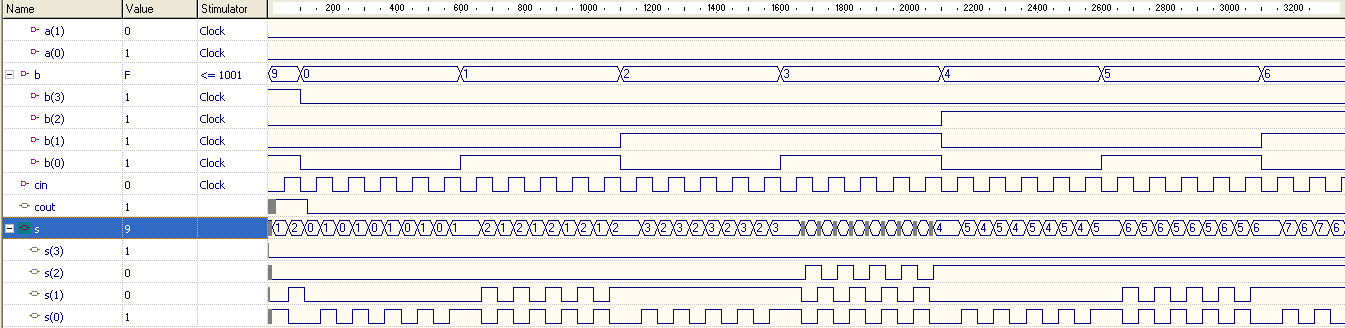 Name Value Stimulator 200 400 600 800 1000 1200 1400 1600 1800 2000 2200 2400 2600 2800 3000 3200
a(1) 0 Clock
a(0) 1 Clock
b F <= 1001 9 0 1 2 3 4 5 6
b(3) 1 Clock
b(2) 1 Clock
b(1) 1 Clock
b(0) 1 Clock
cin 0 Clock
cout 1
s 9 1 2 0 1 0 1 0 1 0 1 0 1 2 1 2 1 2 1 2 1 2 3 2 3 2 3 2 3 2 3 4 5 4 5 4 5 4 5 4 5 6 5 6 5 6 5 6 5 6 7 6 7 6
s(3) 1
s(2) 0
s(1) 0
s(0) 1